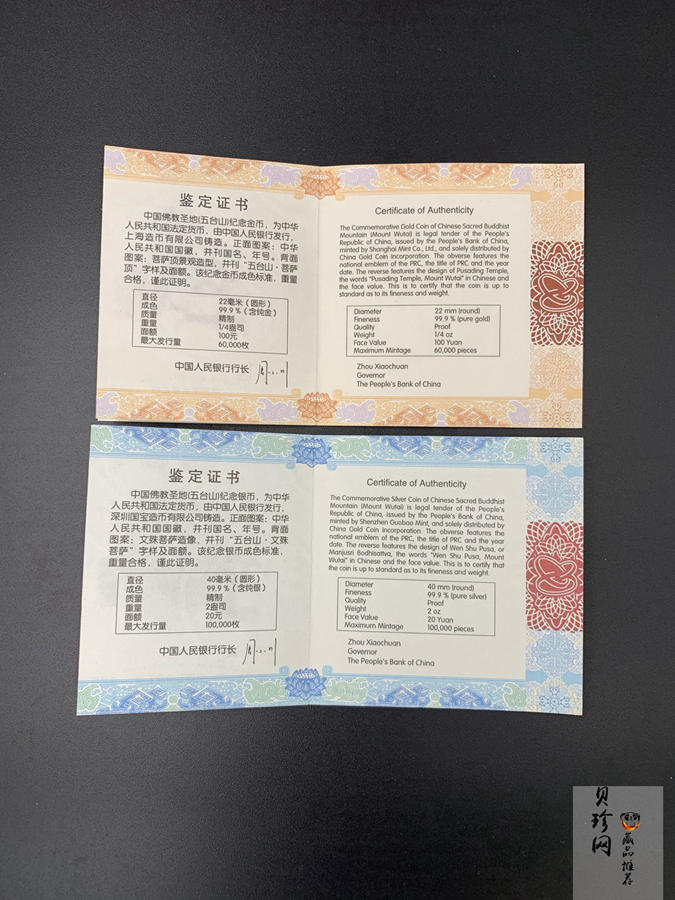 鉴定证书
中国佛教圣地(五台山)纪念金币，为中华
人民共和国法定货币，由中国人民银行发行，
上海造币有限公司铸造。正面图案：中华
人民共和国国徽，并刊国名、年号。背面
图案：菩萨顶景观造型，并刊“五台山·菩萨
顶”字样及面额。该纪念金币成色标准，重量
合格，谨此证明。
直径 22毫米（圆形）
成色 99.9%（含纯金）
质量 精制
重量 1/4盎司
面额 100元
最大发行量 60,000枚
中国人民银行行长
Certificate of Authenticity
The Commemorative Gold Coin of Chinese Sacred Buddhist
Mountain (Mount Wutai) is legal tender of the People's
Republic of China, issued by the People's Bank of China,
minted by Shanghai Mint Co., Ltd., and solely distributed by
China Gold Coin Incorporation. The obverse features the
national emblem of the PRC, the title of PRC and the year
date. The reverse features the design of Pusading Temple,
the words "Pusading Temple, Mount Wutai" in Chinese and
the face value. This is to certify that the coin is up to
standard as to its fineness and weight.
Diameter 22 mm (round)
Fineness 99.9 % (pure gold)
Quality Proof
Weight 1/4 oz
Face Value 100 Yuan
Maximum Mintage 60,000 pieces
Zhou Xiaochuan
Governor
The People's Bank of China
鉴定证书
中国佛教圣地(五台山)纪念银币，为中华
人民共和国法定货币，由中国人民银行发行，
深圳国宝造币有限公司铸造。正面图案：中华
人民共和国国徽，并刊国名、年号。背面
图案：文殊菩萨造像，并刊“五台山·文殊
菩萨”字样及面额。该纪念银币成色标准，
重量合格，谨此证明。
直径 40毫米（圆形）
成色 99.9%（含纯银）
质量 精制
重量 2盎司
面额 20元
最大发行量 100,000枚
中国人民银行行长
Certificate of Authenticity
The Commemorative Silver Coin of Chinese Sacred Buddhist
Mountain (Mount Wutai) is legal tender of the People's
Republic of China, issued by the People's Bank of China,
minted by Shenzhen Guobao Mint, and solely distributed by
China Gold Coin Incorporation. The obverse features the
national emblem of the PRC, the title of PRC and the year
date. The reverse features the design of Wen Shu Pusa, or
Manjusri Bodhisatva, the words "Wen Shu Pusa, Mount
Wutai" in Chinese and the face value. This is to certify that
the coin is up to standard as to its fineness and weight.
Diameter 40 mm (round)
Fineness 99.9 % (pure silver)
Quality Proof
Weight 2 oz
Face Value 20 Yuan
Maximum Mintage 100,000 pieces
Zhou Xiaochuan
Governor
The People's Bank of China
贝珍网
藏品推荐